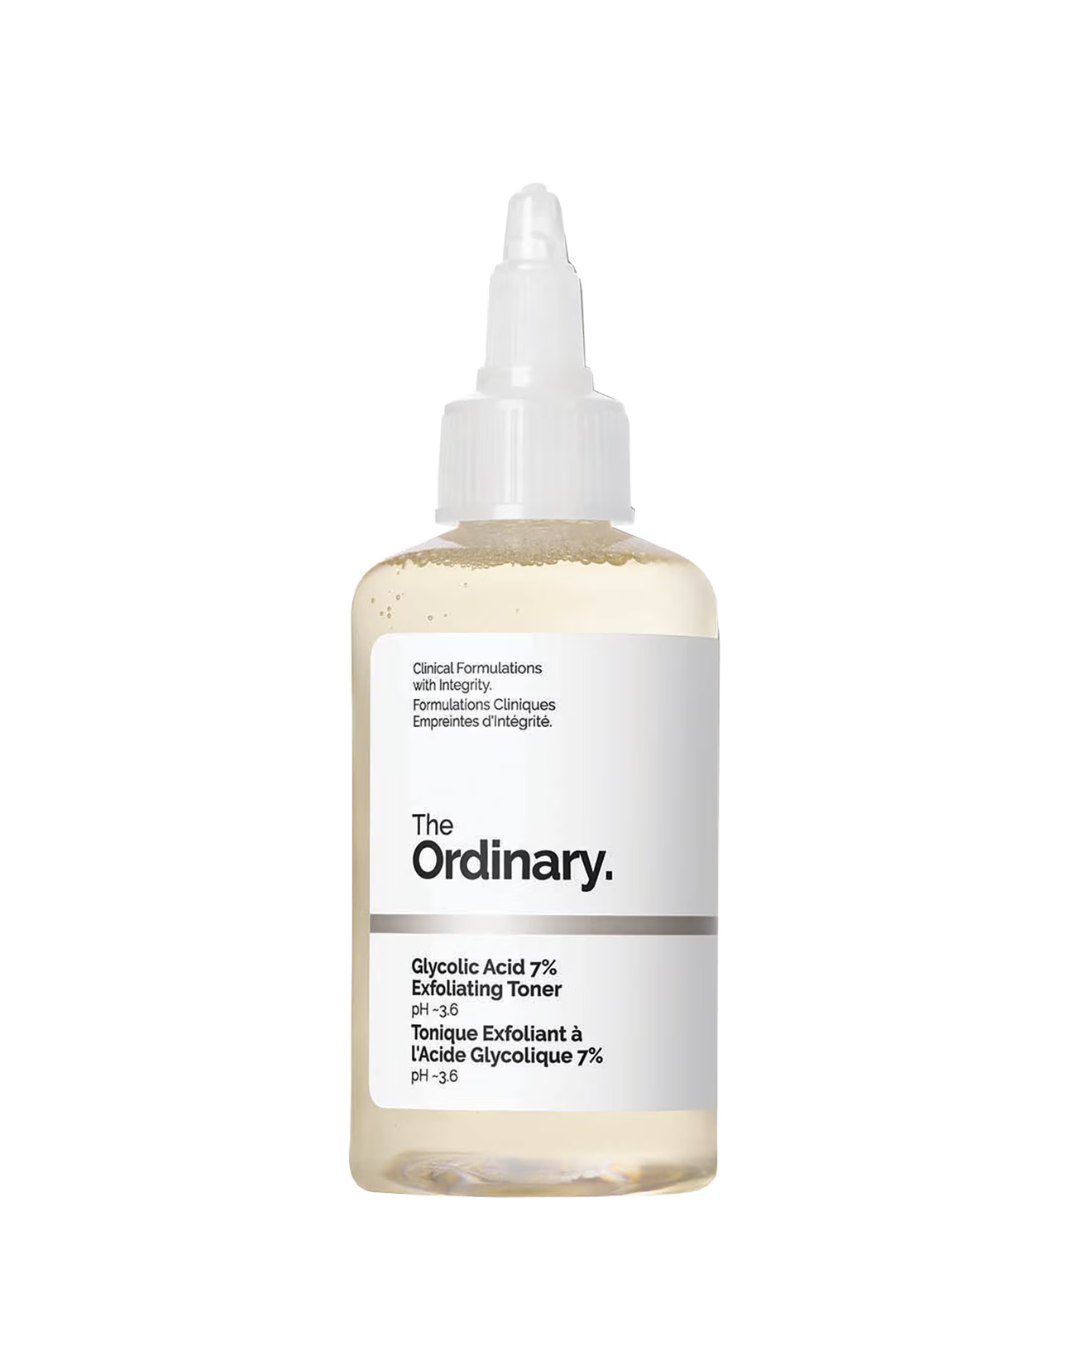 Clinical Formulations
with Integrity.
Formulations Cliniques
Empreintes d'Intégrité.
The
Ordinary.
Glycolic Acid 7%
Exfoliating Toner
pH ~3.6
Tonique Exfoliant à
l'Acide Glycolique 7%
pH ~3.6